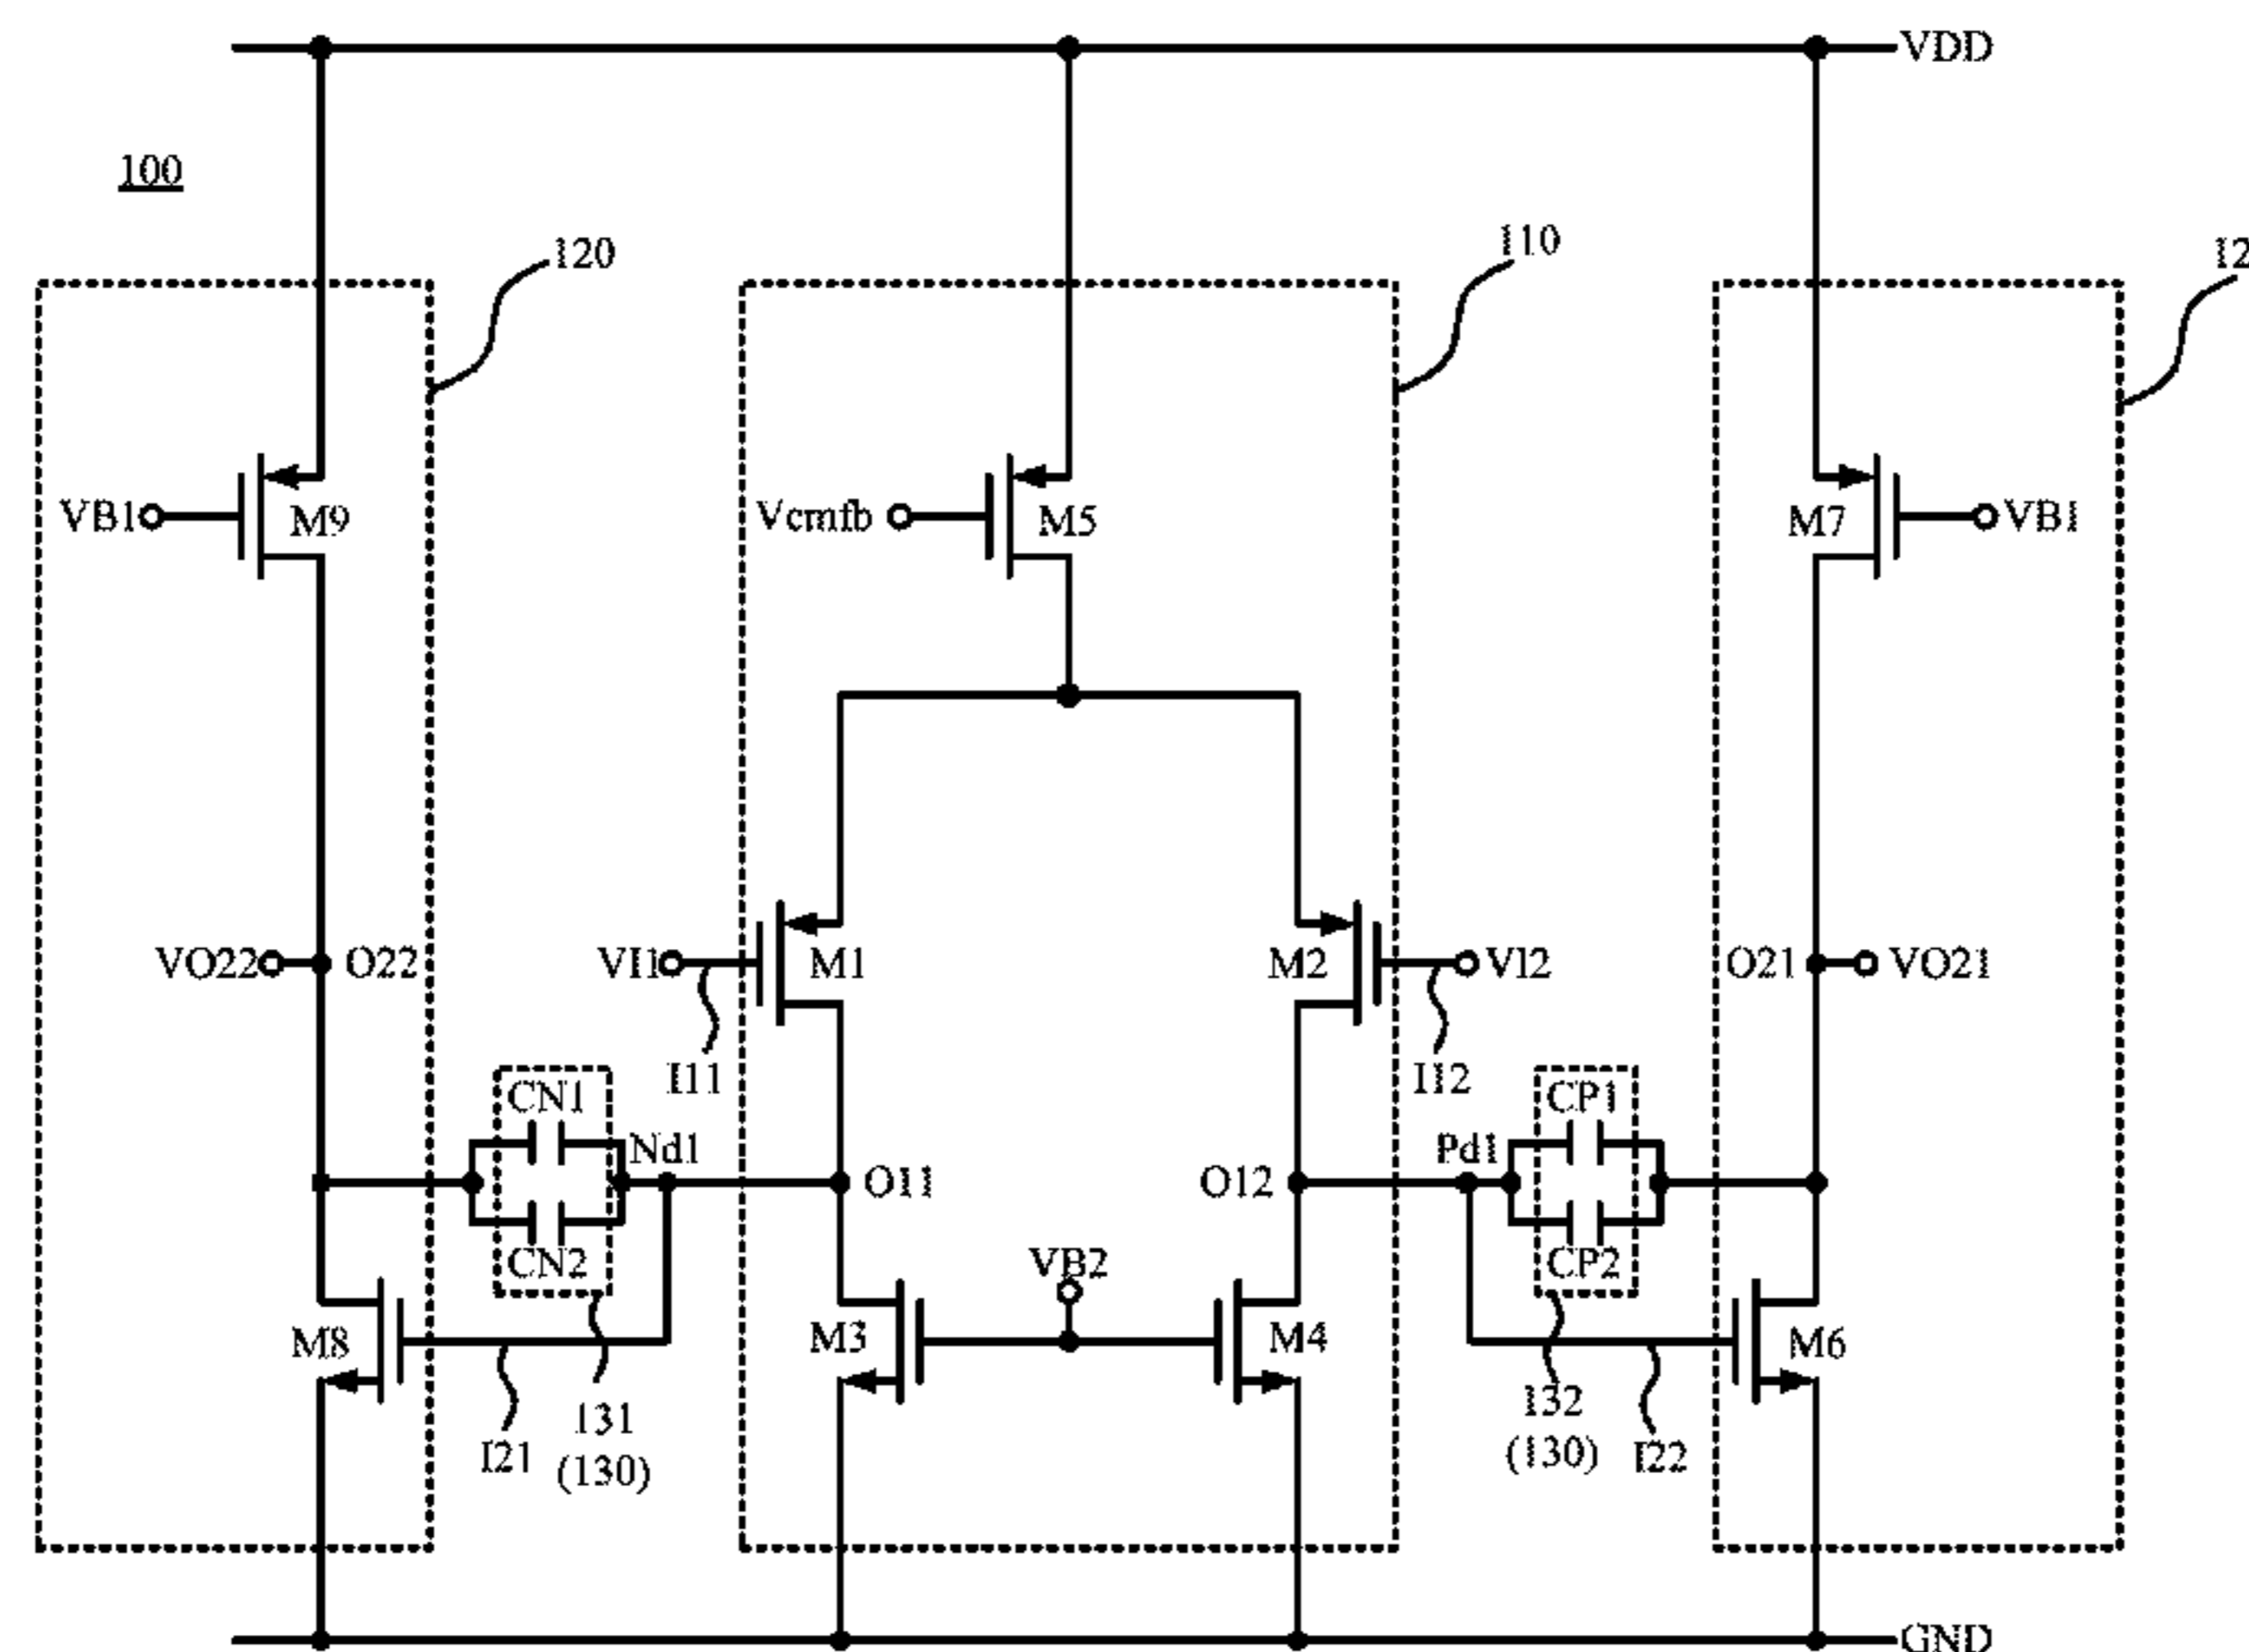 VDD
100
120
110
12
VB1
M9
Vcmfb
M5
M7
VB1
VO22
O22
VI1
M1
M2
VI2
O21
VO21
I11
I12
CN1
CP1
Nd1
Pd1
O11
O12
CN2
VB2
CP2
M8
M3
M4
M6
I21
131
(130)
132
(130)
I22
GND